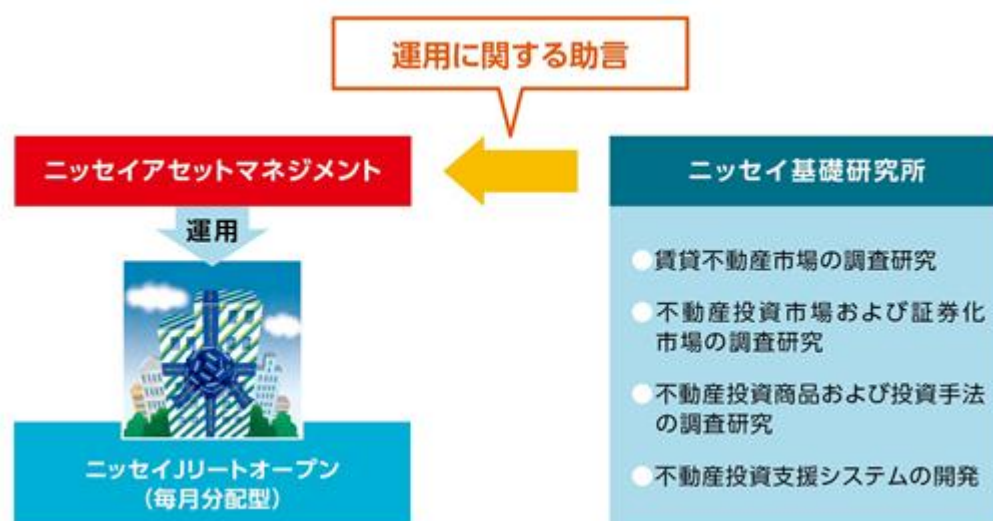 運用に関する助言
ニッセイアセットマネジメント
ニッセイ基礎研究所
運用
ニッセイJリートオープン
(毎月分配型)
賃貸不動産市場の調査研究
不動産投資市場および証券化
市場の調査研究
不動産投資商品および投資手法
の調査研究
不動産投資支援システムの開発